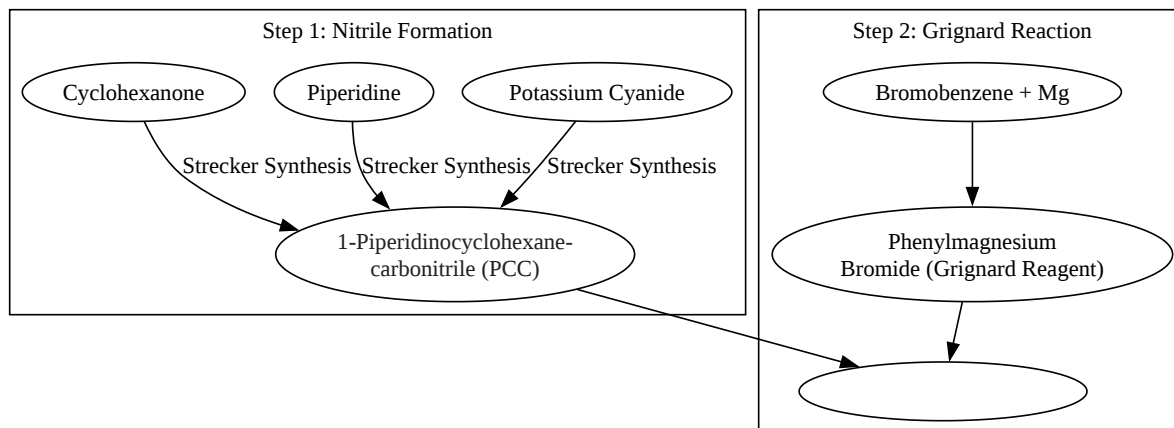 Step 1: Nitrile Formation
Step 2: Grignard Reaction
Cyclohexanone
Piperidine
Potassium Cyanide
Bromobenzene + Mg
Strecker Synthesis
Strecker Synthesis
Strecker Synthesis
1-Piperidinocyclohexane-
carbonitrile (PCC)
Phenylmagnesium
Bromide (Grignard Reagent)